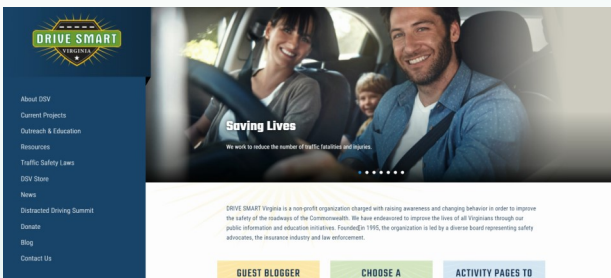 DRIVE SMART
VIRGINIA
About DSV
Current Projects
Outreach & Education
Resources
Traffic Safety Laws
DSV Store
News
Distracted Driving Summit
Donate
Blog
Contact Us
Saving Lives
We work to reduce the number of traffic fatalities and injuries.
DRIVE SMART Virginia is a non-profit organization charged with raising awareness and changing behavior in order to improve
the safety of the roadways of the Commonwealth. We have endeavored to improve the lives of all Virginians through our
public information and education initiatives. Founded in 1995, the organization is led by a diverse board representing safety
advocates, the insurance industry and law enforcement.
GUEST BLOGGER
CHOOSE A
ACTIVITY PAGES TO